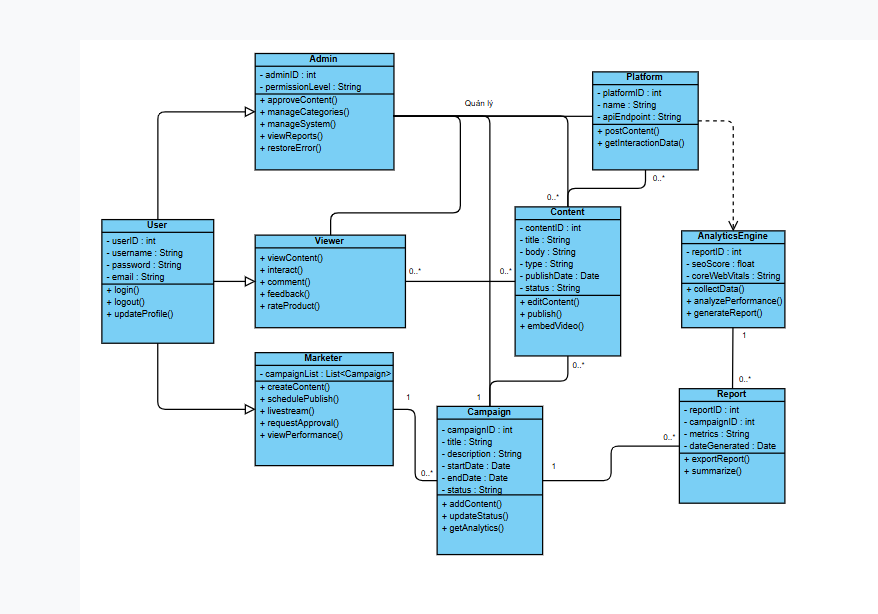 Admin
- adminID : int
- permissionLevel : String
+ approveContent()
+ manageCategories()
+ manageSystem()
+ viewReports()
+ restoreError()
Quản lý
Platform
- platformID : int
- name : String
- apiEndpoint : String
+ postContent()
+ getInteractionData()
0..*
0..*
User
- userID : int
- username : String
- password : String
- email : String
+ login()
+ logout()
+ updateProfile()
Viewer
+ viewContent()
+ interact()
+ comment()
+ feedback()
+ rateProduct()
0..*
0..*
Content
- contentID : int
- title : String
- body : String
- type : String
- publishDate : Date
- status : String
+ editContent()
+ publish()
+ embedVideo()
0..*
AnalyticsEngine
- reportID : int
- seoScore : float
- coreWebVitals : String
+ collectData()
+ analyzePerformance()
+ generateReport()
1
0..*
Marketer
- campaignList : List<Campaign>
+ createContent()
+ schedulePublish()
+ livestream()
+ requestApproval()
+ viewPerformance()
1
0..*
1
Campaign
- campaignID : int
- title : String
- description : String
- startDate : Date
- endDate : Date
- status : String
+ addContent()
+ updateStatus()
+ getAnalytics()
1
0..*
Report
- reportID : int
- campaignID : int
- metrics : String
- dateGenerated : Date
+ exportReport()
+ summarize()